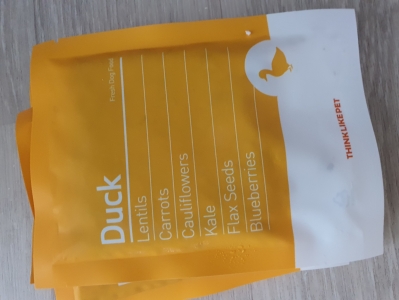 Fresh Dog Food
Duck
Lentils
Carrots
Cauliflowers
Kale
Flax Seeds
Blueberries
THINKLIKEPET